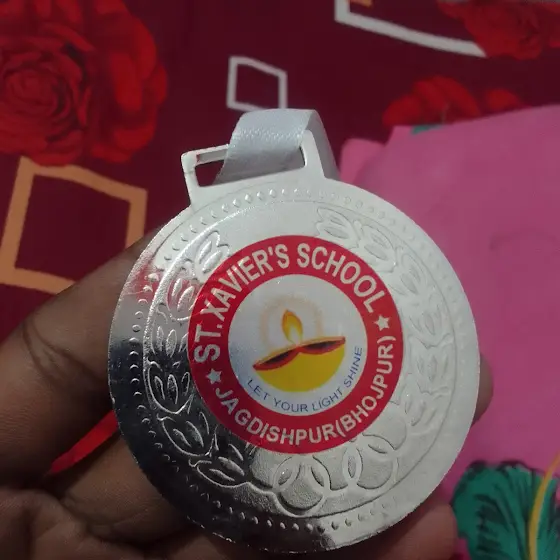 ST. XAVIER'S SCHOOL
LET YOUR LIGHT SHINE
JAGDISHPUR(BHOJPUR)